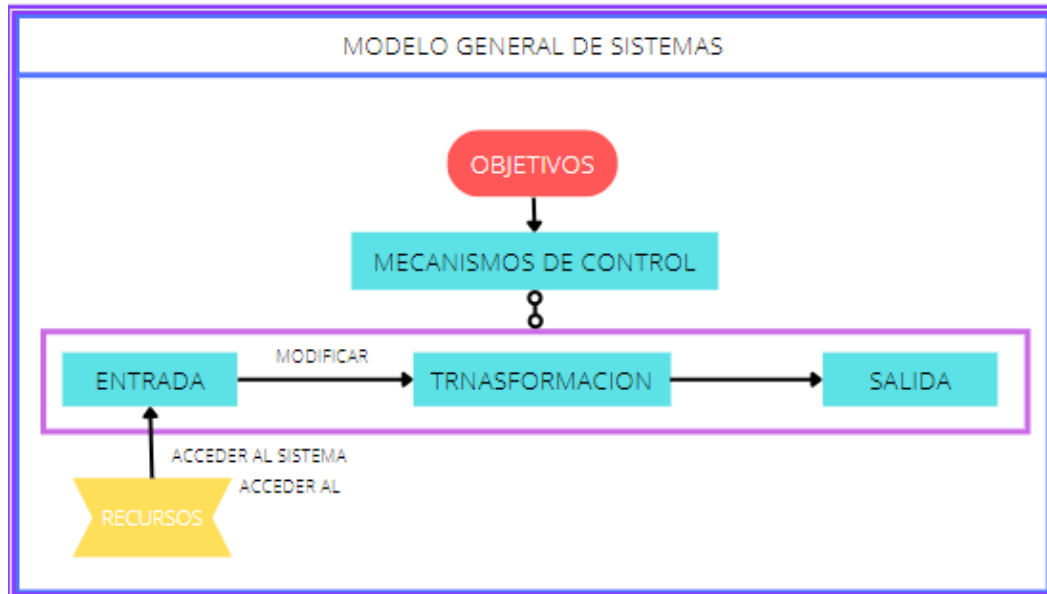 MODELO GENERAL DE SISTEMAS
OBJETIVOS
MECANISMOS DE CONTROL
ENTRADA
MODIFICAR
TRNASFORMACION
SALIDA
ACCEDER AL SISTEMA
ACCEDER AL
RECURSOS